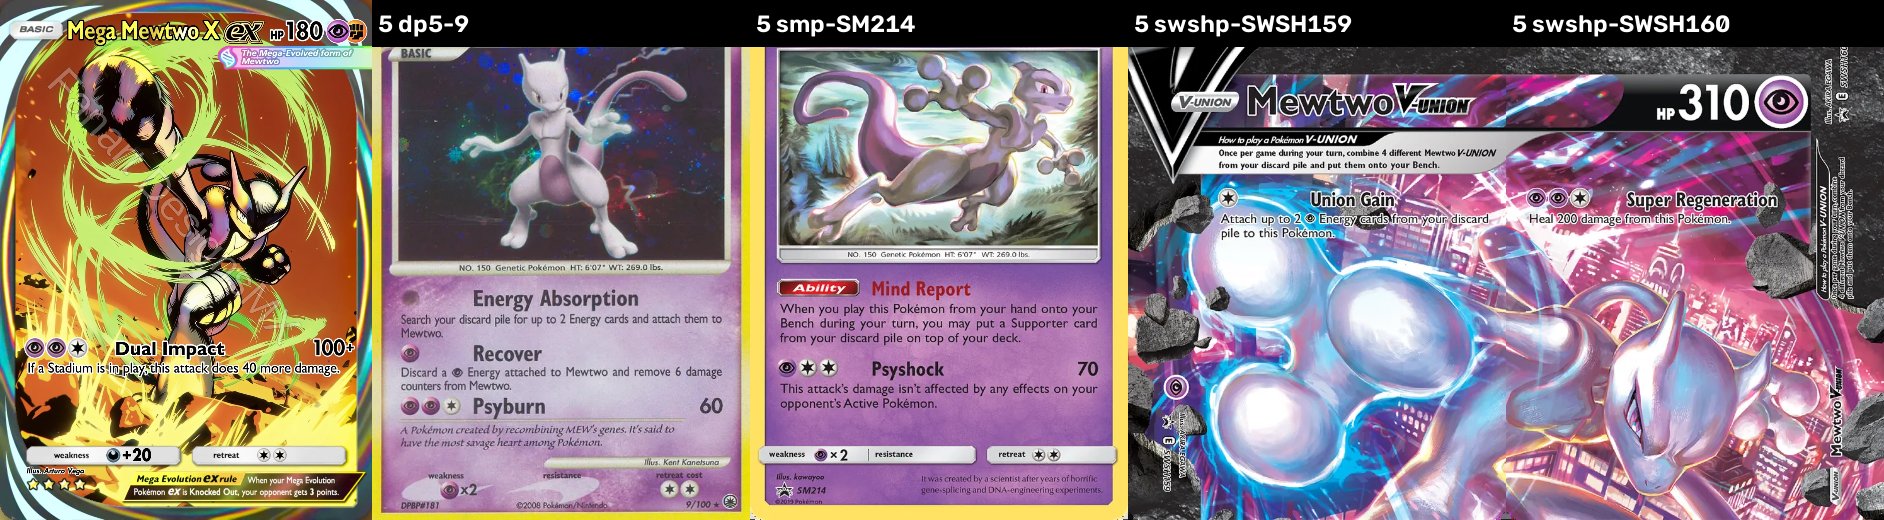 BASIC
Mega Mewtwo X ex HP 180
The Mega-Evolved form of
Mewtwo
Dual Impact 100+
If a Stadium is in play, this attack does 40 more damage.
weakness +20 retreat
Illus. Arturo Vega
Mega Evolution ex rule When your Mega Evolution
Pokémon ex is Knocked Out, your opponent gets 3 points.
5 dp5-9
BASIC
NO. 150 Genetic Pokémon HT: 6'07" WT: 269.0 lbs.
Energy Absorption
Search your discard pile for up to 2 Energy cards and attach them to
Mewtwo.
Recover
Discard a Energy attached to Mewtwo and remove 6 damage
counters from Mewtwo.
Psyburn 60
A Pokémon created by recombining MEW's genes. It's said to
have the most savage heart among Pokémon.
Illus. Kent Kanetsuna
weakness resistance retreat cost
×2
DPBP#181 ©2008 Pokémon/Nintendo 9/100 ★
5 smp-SM214
NO. 150 Genetic Pokémon HT: 6'07" WT: 269.0 lbs.
Ability Mind Report
When you play this Pokémon from your hand onto your
Bench during your turn, you may put a Supporter card
from your discard pile on top of your deck.
Psyshock 70
This attack's damage isn't affected by any effects on your
opponent's Active Pokémon.
weakness ×2 resistance retreat
Illus. kawayoo
SM214
©2019 Pokémon
It was created by a scientist after years of horrific
gene-splicing and DNA-engineering experiments.
5 swshp-SWSH159
5 swshp-SWSH160
V-UNION Mewtwo V-UNION HP 310
How to play a Pokémon V-UNION
Once per game during your turn, combine 4 different Mewtwo V-UNION
from your discard pile and put them onto your Bench.
Union Gain
Attach up to 2 Energy cards from your discard
pile to this Pokémon.
Super Regeneration
Heal 200 damage from this Pokémon.
How to play a Pokémon V-UNION
Mewtwo V-UNION
V-UNION